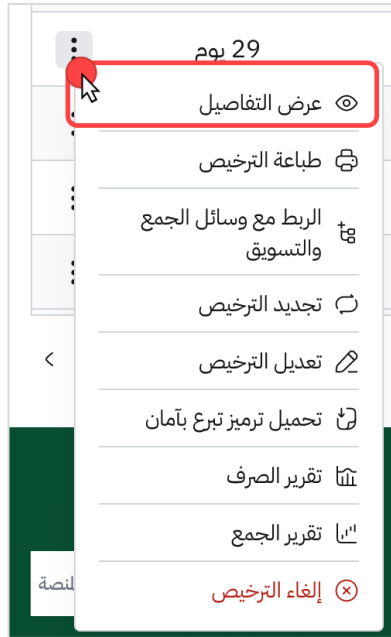 29 يوم
عرض التفاصيل
طباعة الترخيص
الربط مع وسائل الجمع
والتسويق
تجديد الترخيص
تعديل الترخيص
تحميل ترميز تبرع بآمان
تقرير الصرف
تقرير الجمع
إلغاء الترخيص